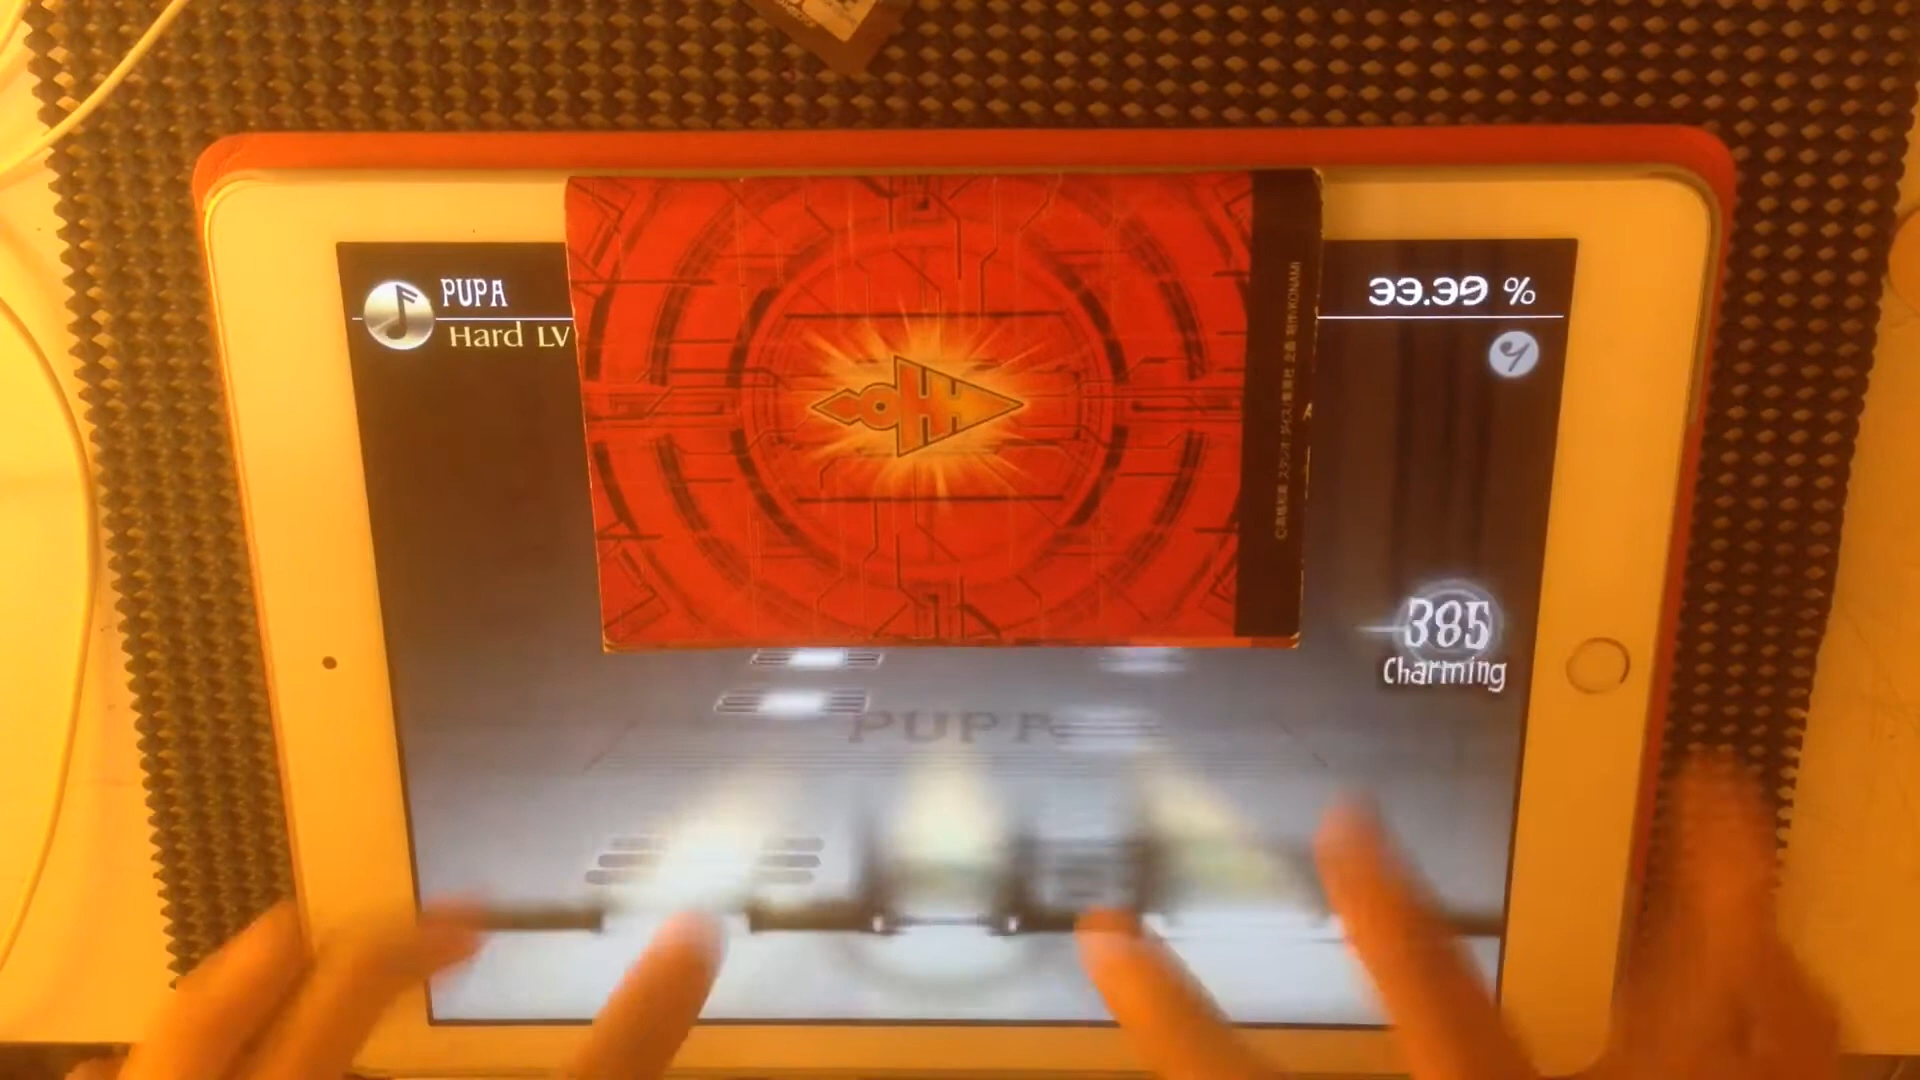 PUPA
Hard LV
33.39 %
385
Charming
PUPA